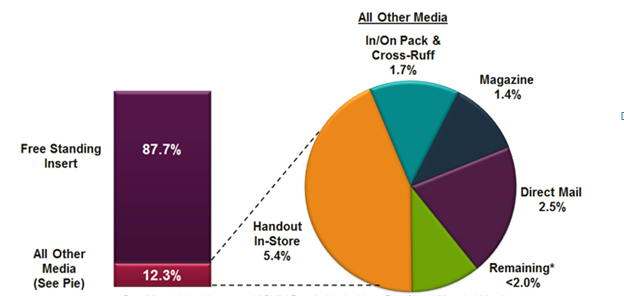 All Other Media
In/On Pack &
Cross-Ruff
1.7%
Magazine
1.4%
Free Standing
Insert
87.7%
Direct Mail
2.5%
Handout
In-Store
5.4%
All Other
Media
(See Pie)
12.3%
Remaining*
<2.0%